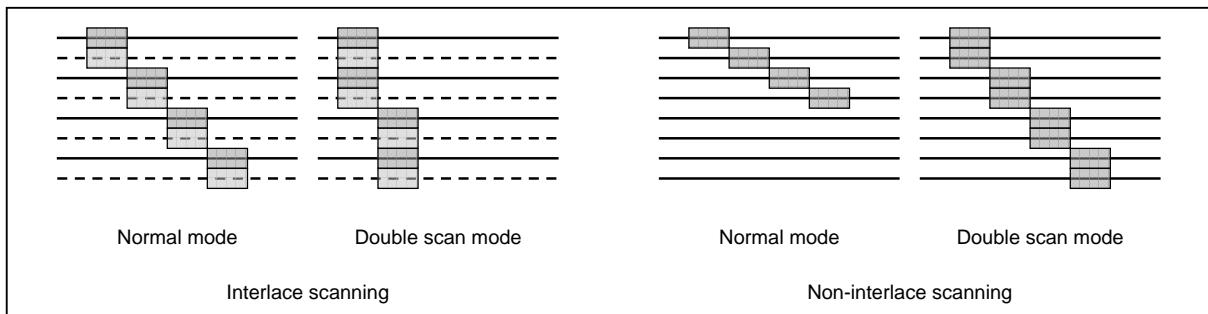 Normal mode
Double scan mode
Normal mode
Double scan mode
Interlace scanning
Non-interlace scanning